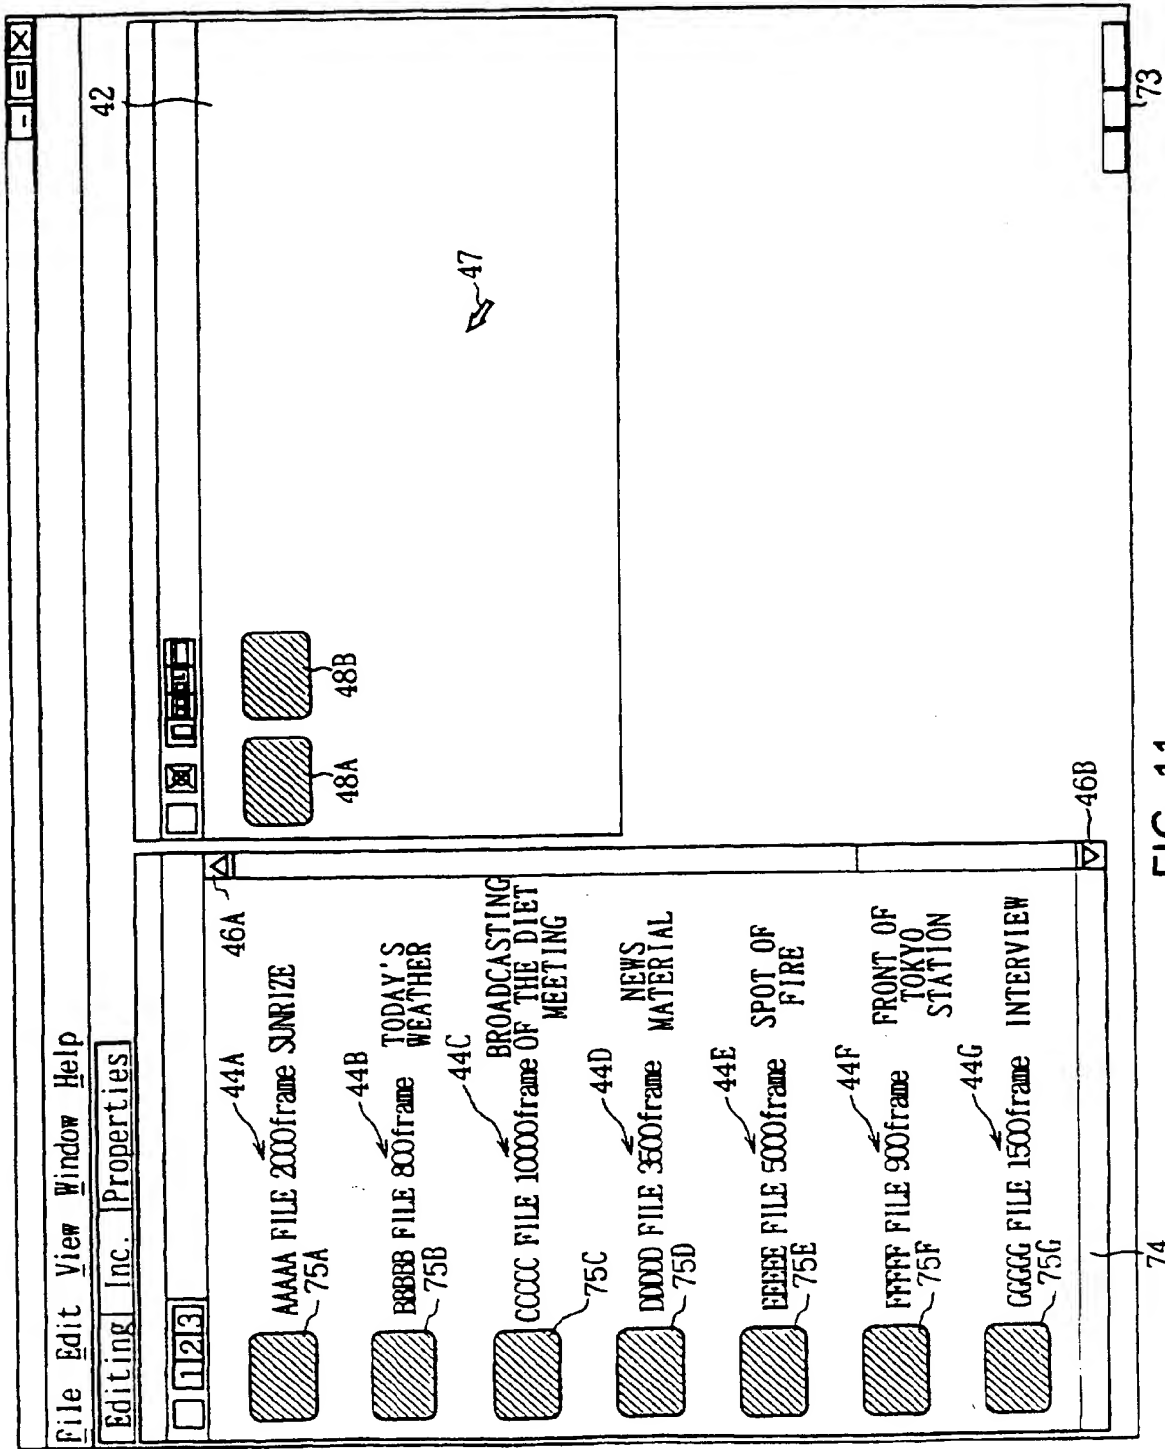 File Edit View Window Help
Editing Inc. Properties
1 2 3
42
46A
44A
AAAAA FILE 2000frame SUNRIZE
75A
44B
BBBBB FILE 800frame TODAY'S
WEATHER
75B
44C
CCCCC FILE 10000frame BROADCASTING
OF THE DIET
MEETING
75C
44D
DDDDD FILE 3500frame NEWS
MATERIAL
75D
44E
EEEEE FILE 5000frame SPOT OF
FIRE
75E
44F
FFFFF FILE 900frame FRONT OF
TOKYO
STATION
75F
44G
GGGGG FILE 1500frame INTERVIEW
75G
46B
74
48A
48B
47
73
FIG. 11